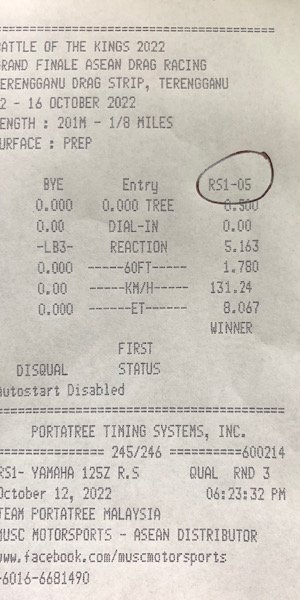 =================================
ATTLE OF THE KINGS 2022
GRAND FINALE ASEAN DRAG RACING
TERENGGANU DRAG STRIP, TERENGGANU
2 - 16 OCTOBER 2022
ENGTH : 201M - 1/8 MILES
URFACE : PREP
BYE Entry RS1-05
0.000 0.000 TREE 0.500
0.00 DIAL-IN 0.00
-LB3- REACTION 5.163
0.000 ------60FT------ 1.780
0.00 -----KM/H----- 131.24
0.000 ------ET------ 8.067
WINNER
FIRST
DISQUAL STATUS
Autostart Disabled
=================================
PORTATREE TIMING SYSTEMS, INC.
============== 245/246 ==========600214
RS1- YAMAHA 125Z R.S QUAL RND 3
October 12, 2022 06:23:32 PM
TEAM PORTATREE MALAYSIA
MUSC MOTORSPORTS - ASEAN DISTRIBUTOR
www.facebook.com/muscmotorsports
-6016-6681490